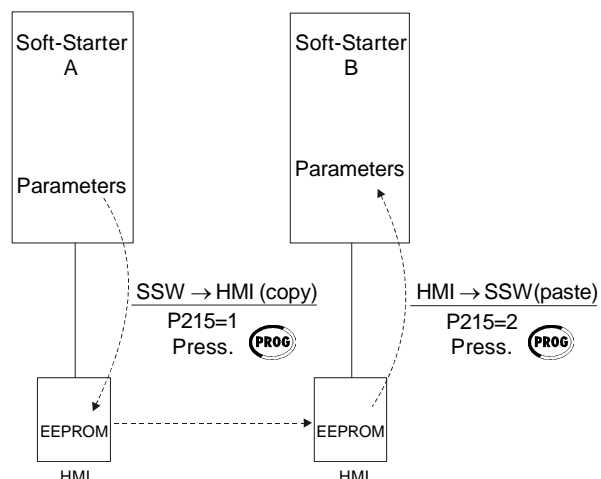 Soft-Starter
A
Parameters
SSW → HMI (copy)
P215=1
Press. PROG
EEPROM
HMI
Soft-Starter
B
Parameters
HMI → SSW(paste)
P215=2
Press. PROG
EEPROM
HMI